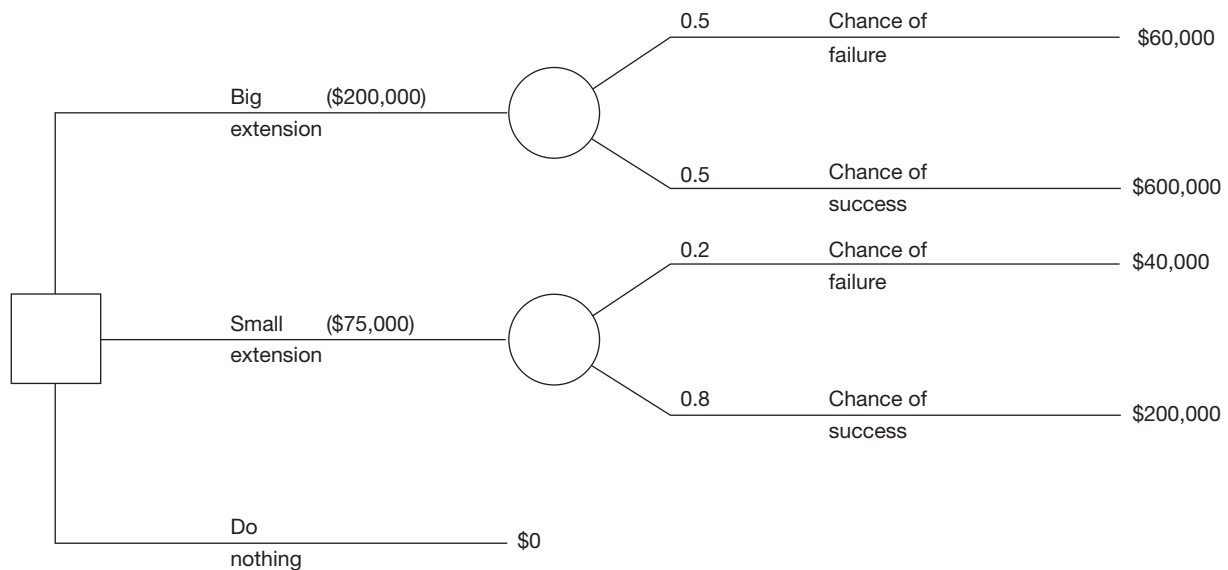 0.5 Chance of $60,000
failure
Big ($200,000)
extension
0.5 Chance of $600,000
success
0.2 Chance of $40,000
failure
Small ($75,000)
extension
0.8 Chance of $200,000
success
Do $0
nothing